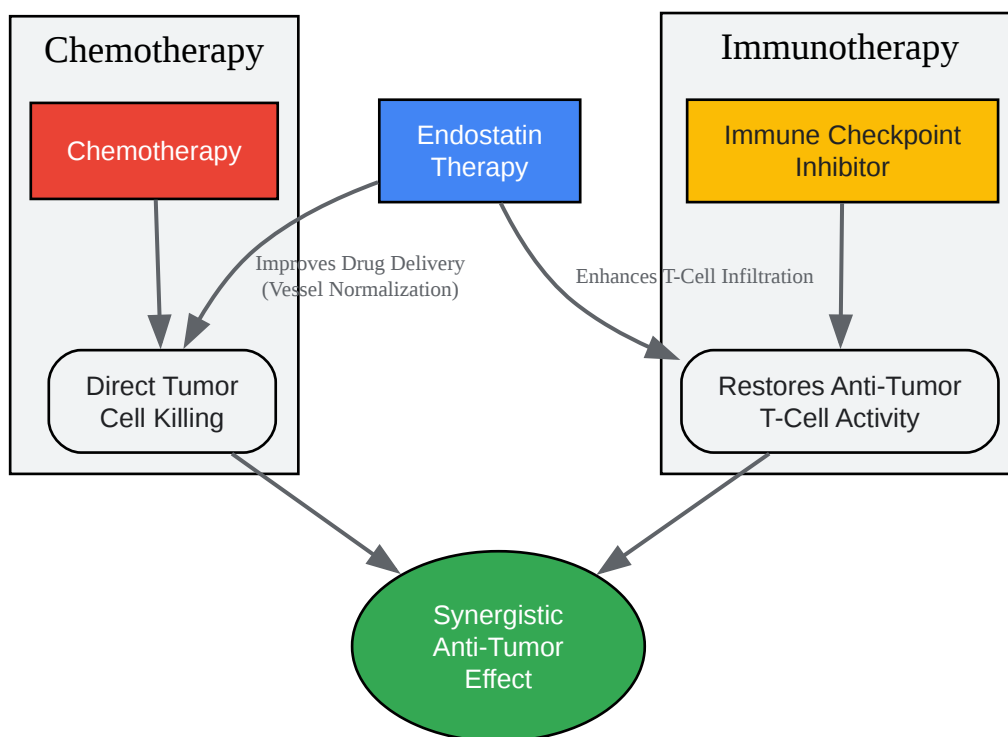 Chemotherapy
Immunotherapy
Chemotherapy
Endostatin
Therapy
Immune Checkpoint
Inhibitor
Improves Drug Delivery
(Vessel Normalization)
Enhances T-Cell Infiltration
Direct Tumor
Cell Killing
Restores Anti-Tumor
T-Cell Activity
Synergistic
Anti-Tumor
Effect